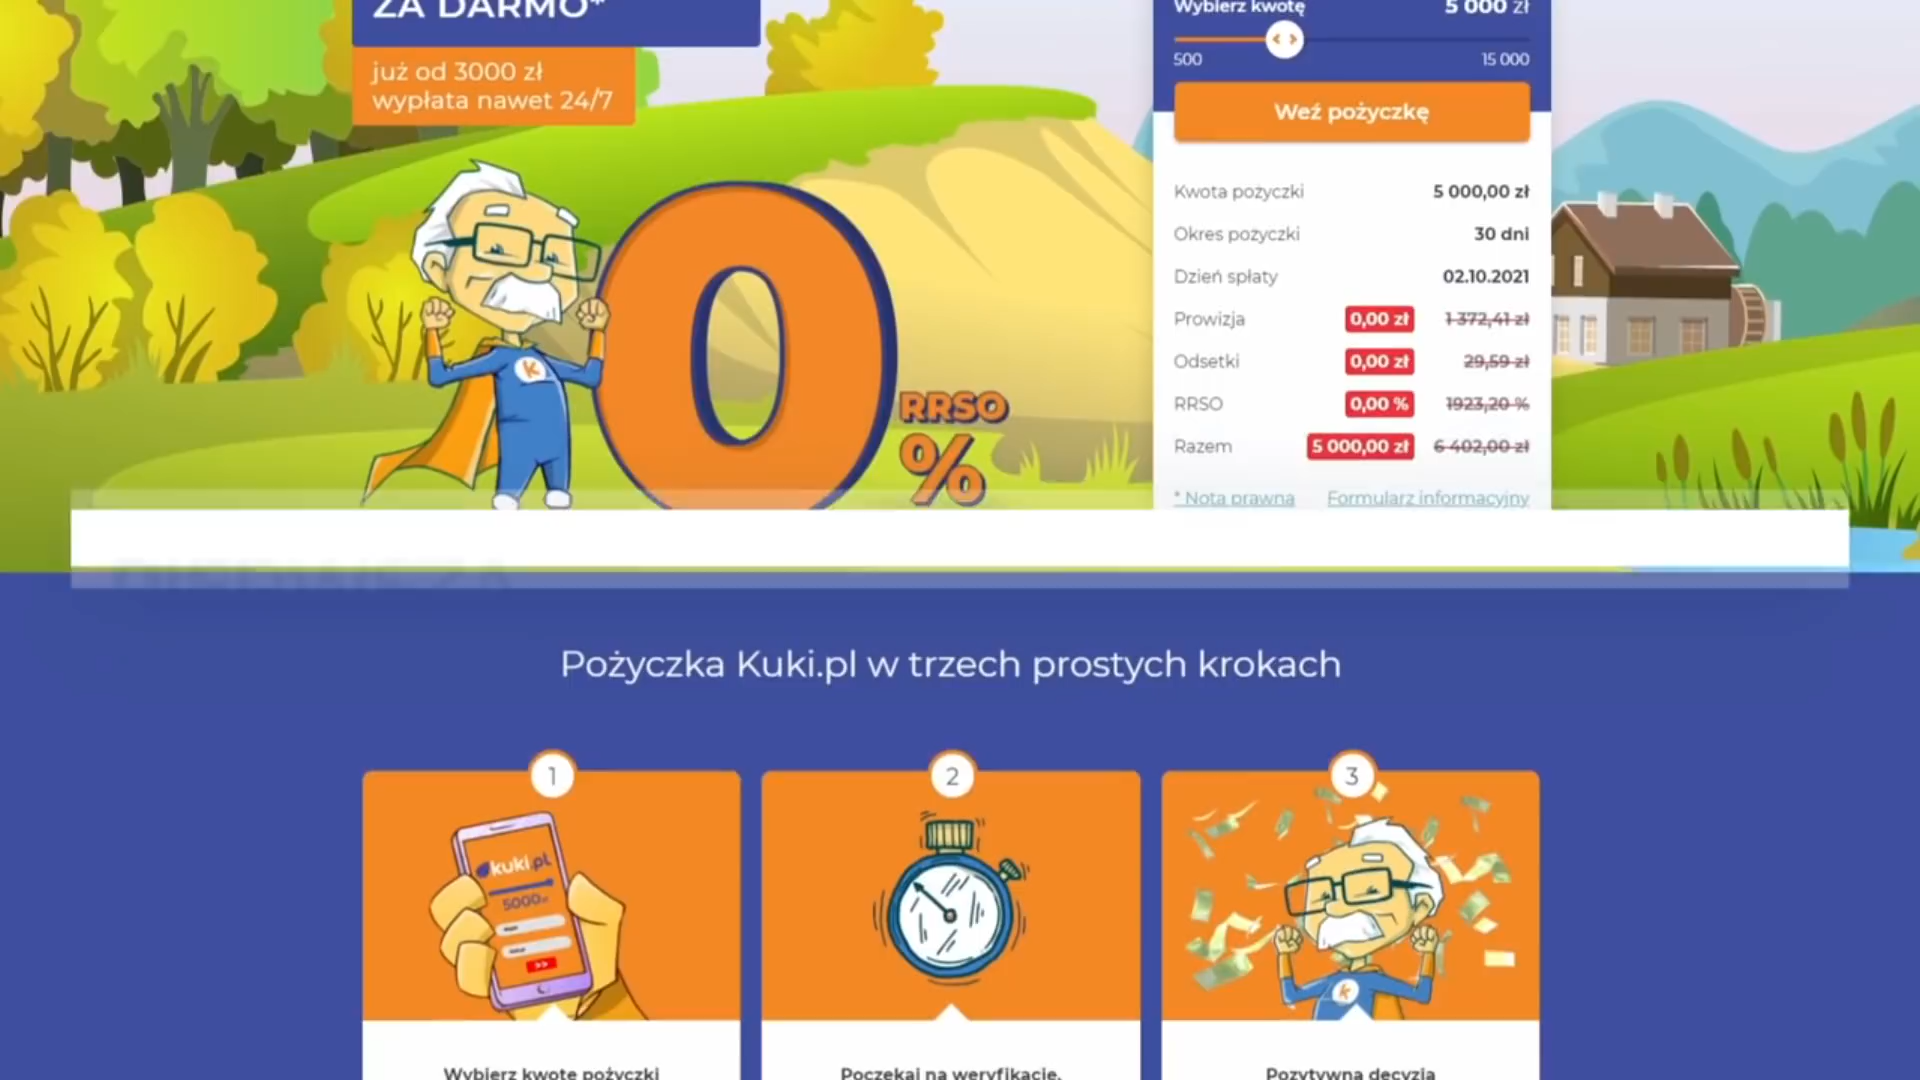 ZA DARMO*
już od 3000 zł
wypłata nawet 24/7
Wybierz kwotę 5 000 zł
500 15 000
Weź pożyczkę
Kwota pożyczki 5 000,00 zł
Okres pożyczki 30 dni
Dzień spłaty 02.10.2021
Prowizja 0,00 zł 1 372,41 zł
Odsetki 0,00 zł 29,59 zł
RRSO 0,00 % 1923,20 %
Razem 5 000,00 zł 6 402,00 zł
* Nota prawna Formularz informacyjny
k
0
RRSO
%
Pożyczka Kuki.pl w trzech prostych krokach
1 2 3
kuki.pl
5000zł
>>
k
Wybierz kwotę pożyczki Poczekaj na weryfikację, Pozytywna decyzja